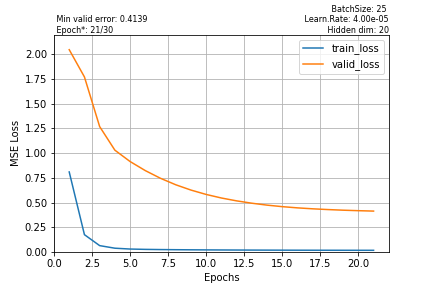 Min valid error: 0.4139
Epoch*: 21/30
BatchSize: 25
Learn.Rate: 4.00e-05
Hidden dim: 20
train_loss
valid_loss
MSE Loss
2.00
1.75
1.50
1.25
1.00
0.75
0.50
0.25
0.00
0.0 2.5 5.0 7.5 10.0 12.5 15.0 17.5 20.0
Epochs